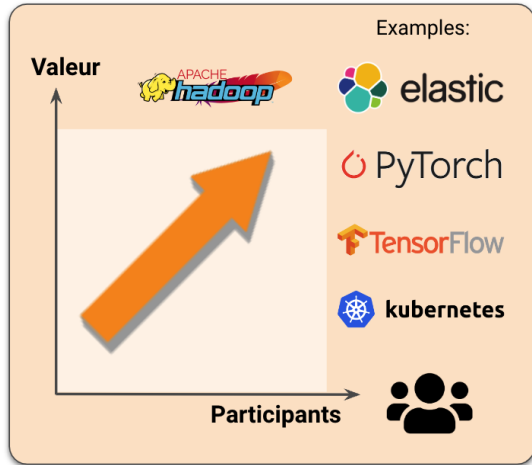 Examples:
Valeur
APACHE
hadoop
elastic
PyTorch
TensorFlow
kubernetes
Participants